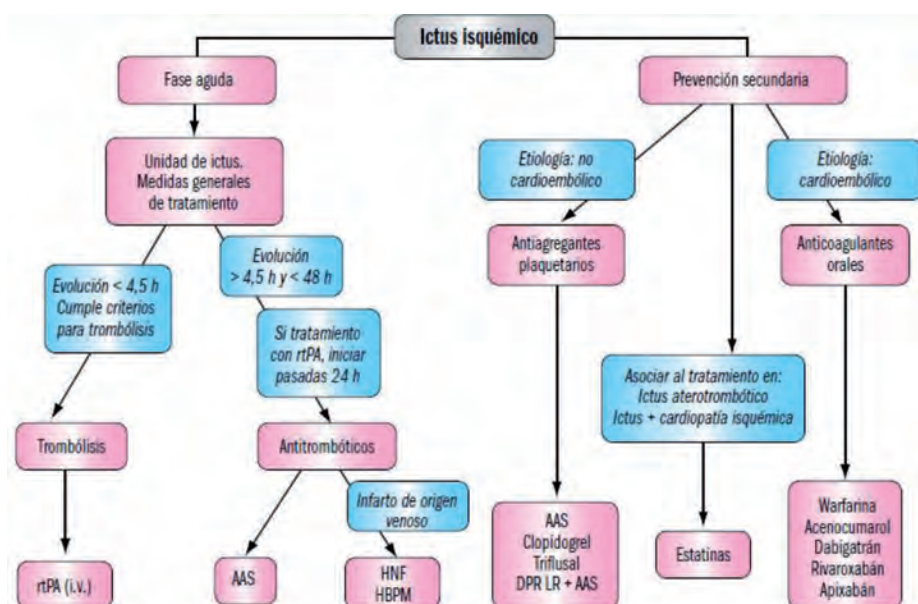 Ictus isquémico
Fase aguda
Unidad de ictus.
Medidas generales
de tratamiento
Evolución < 4,5 h
Cumple criterios
para trombólisis
Evolución
> 4,5 h y < 48 h
Si tratamiento
con rtPA, iniciar
pasadas 24 h
Trombólisis
Antitrombóticos
Infarto de origen
venoso
rtPA (i.v.)
AAS
HNF
HBPM
Prevención secundaria
Etiología: no
cardioembólico
Etiología:
cardioembólico
Antiagregantes
plaquetarios
Anticoagulantes
orales
Asociar al tratamiento en:
Ictus aterotrombótico
Ictus + cardiopatía isquémica
AAS
Clopidogrel
Triflusal
DPR LR + AAS
Estatinas
Warfarina
Acenocumarol
Dabigatrán
Rivaroxabán
Apixabán